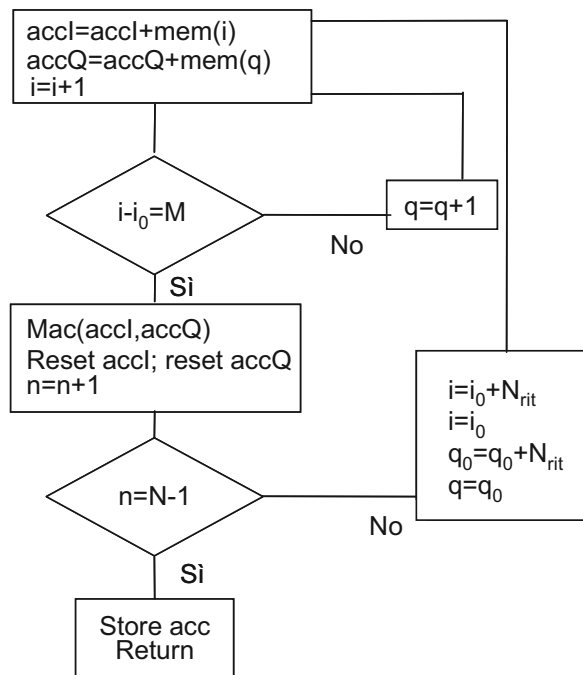 accI=accI+mem(i)
accQ=accQ+mem(q)
i=i+1
i-i₀=M
q=q+1
No
Sì
Mac(accI,accQ)
Reset accI; reset accQ
n=n+1
i=i₀+Nrit
i=i₀
q₀=q₀+Nrit
q=q₀
n=N-1
No
Sì
Store acc
Return